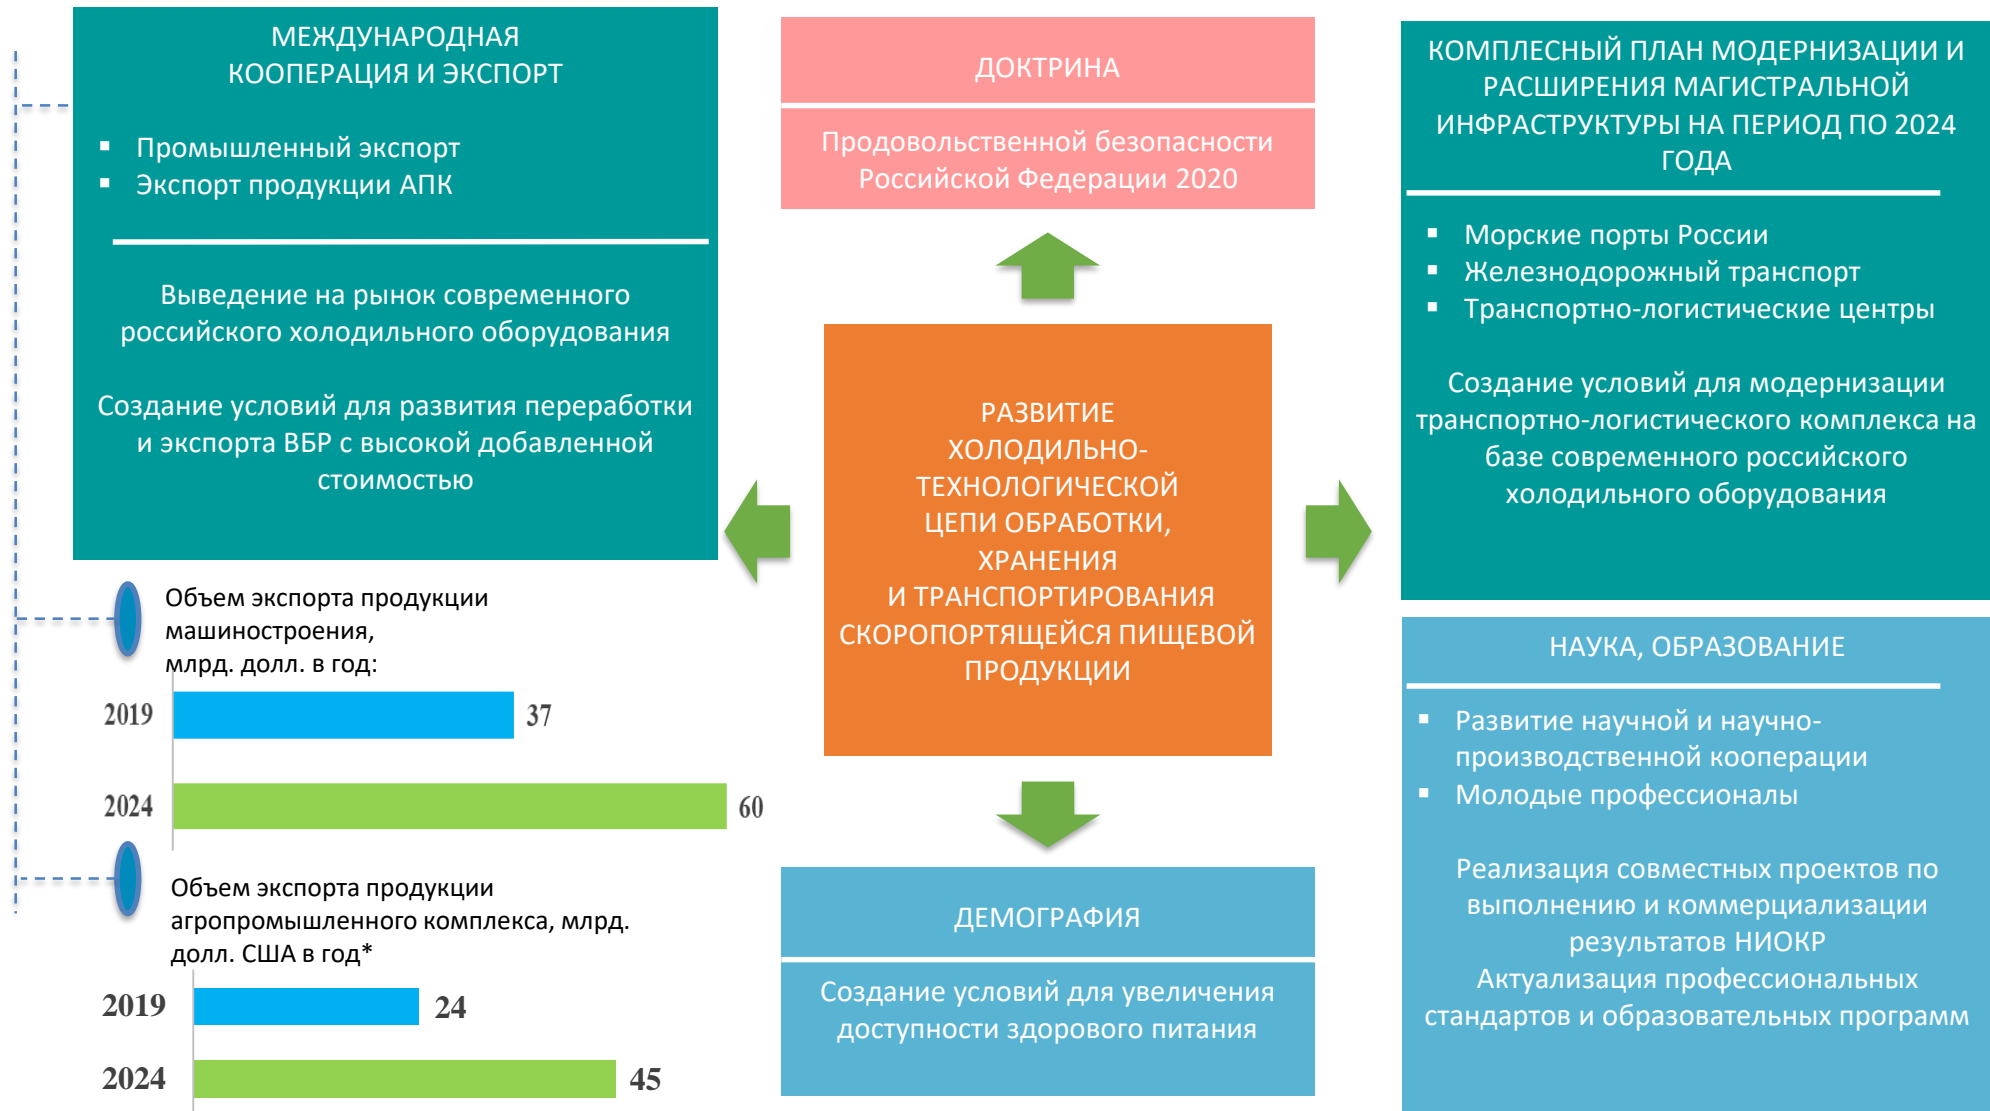 МЕЖДУНАРОДНАЯ
КООПЕРАЦИЯ И ЭКСПОРТ
▪ Промышленный экспорт
▪ Экспорт продукции АПК
Выведение на рынок современного
российского холодильного оборудования
Создание условий для развития переработки
и экспорта ВБР с высокой добавленной
стоимостью
Объем экспорта продукции
машиностроения,
млрд. долл. в год:
2019 37
2024 60
Объем экспорта продукции
агропромышленного комплекса, млрд.
долл. США в год*
2019 24
2024 45
ДОКТРИНА
Продовольственной безопасности
Российской Федерации 2020
РАЗВИТИЕ
ХОЛОДИЛЬНО-
ТЕХНОЛОГИЧЕСКОЙ
ЦЕПИ ОБРАБОТКИ,
ХРАНЕНИЯ
И ТРАНСПОРТИРОВАНИЯ
СКОРОПОРТЯЩЕЙСЯ ПИЩЕВОЙ
ПРОДУКЦИИ
ДЕМОГРАФИЯ
Создание условий для увеличения
доступности здорового питания
КОМПЛЕСНЫЙ ПЛАН МОДЕРНИЗАЦИИ И
РАСШИРЕНИЯ МАГИСТРАЛЬНОЙ
ИНФРАСТРУКТУРЫ НА ПЕРИОД ПО 2024
ГОДА
▪ Морские порты России
▪ Железнодорожный транспорт
▪ Транспортно-логистические центры
Создание условий для модернизации
транспортно-логистического комплекса на
базе современного российского
холодильного оборудования
НАУКА, ОБРАЗОВАНИЕ
▪ Развитие научной и научно-
производственной кооперации
▪ Молодые профессионалы
Реализация совместных проектов по
выполнению и коммерциализации
результатов НИОКР
Актуализация профессиональных
стандартов и образовательных программ